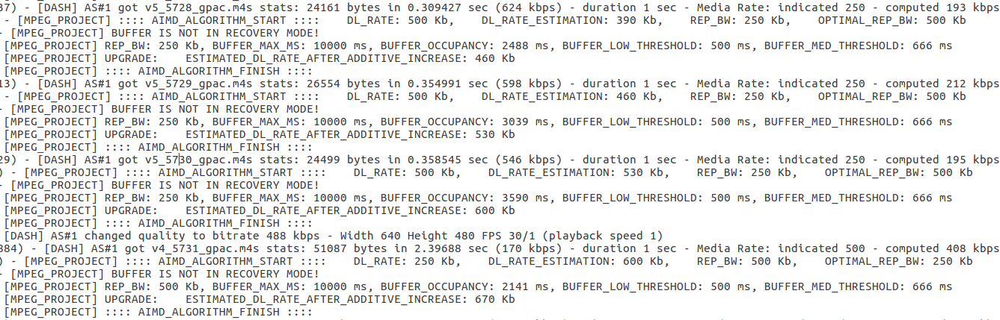 37) - [DASH] AS#1 got v5_5728_gpac.m4s stats: 24161 bytes in 0.309427 sec (624 kbps) - duration 1 sec - Media Rate: indicated 250 - computed 193 kbps
- [MPEG_PROJECT] :::: AIMD_ALGORITHM_START :::: DL_RATE: 500 Kb, DL_RATE_ESTIMATION: 390 Kb, REP_BW: 250 Kb, OPTIMAL_REP_BW: 500 Kb
- [MPEG_PROJECT] BUFFER IS NOT IN RECOVERY MODE!
[MPEG_PROJECT] REP_BW: 250 Kb, BUFFER_MAX_MS: 10000 ms, BUFFER_OCCUPANCY: 2488 ms, BUFFER_LOW_THRESHOLD: 500 ms, BUFFER_MED_THRESHOLD: 666 ms
[MPEG_PROJECT] UPGRADE: ESTIMATED_DL_RATE_AFTER_ADDITIVE_INCREASE: 460 Kb
[MPEG_PROJECT] :::: AIMD_ALGORITHM_FINISH ::::
13) - [DASH] AS#1 got v5_5729_gpac.m4s stats: 26554 bytes in 0.354991 sec (598 kbps) - duration 1 sec - Media Rate: indicated 250 - computed 212 kbps
- [MPEG_PROJECT] :::: AIMD_ALGORITHM_START :::: DL_RATE: 500 Kb, DL_RATE_ESTIMATION: 460 Kb, REP_BW: 250 Kb, OPTIMAL_REP_BW: 500 Kb
- [MPEG_PROJECT] BUFFER IS NOT IN RECOVERY MODE!
[MPEG_PROJECT] REP_BW: 250 Kb, BUFFER_MAX_MS: 10000 ms, BUFFER_OCCUPANCY: 3039 ms, BUFFER_LOW_THRESHOLD: 500 ms, BUFFER_MED_THRESHOLD: 666 ms
[MPEG_PROJECT] UPGRADE: ESTIMATED_DL_RATE_AFTER_ADDITIVE_INCREASE: 530 Kb
[MPEG_PROJECT] :::: AIMD_ALGORITHM_FINISH ::::
29) - [DASH] AS#1 got v5_5730_gpac.m4s stats: 24499 bytes in 0.358545 sec (546 kbps) - duration 1 sec - Media Rate: indicated 250 - computed 195 kbps
) - [MPEG_PROJECT] :::: AIMD_ALGORITHM_START :::: DL_RATE: 500 Kb, DL_RATE_ESTIMATION: 530 Kb, REP_BW: 250 Kb, OPTIMAL_REP_BW: 500 Kb
- [MPEG_PROJECT] BUFFER IS NOT IN RECOVERY MODE!
[MPEG_PROJECT] REP_BW: 250 Kb, BUFFER_MAX_MS: 10000 ms, BUFFER_OCCUPANCY: 3590 ms, BUFFER_LOW_THRESHOLD: 500 ms, BUFFER_MED_THRESHOLD: 666 ms
[MPEG_PROJECT] UPGRADE: ESTIMATED_DL_RATE_AFTER_ADDITIVE_INCREASE: 600 Kb
[MPEG_PROJECT] :::: AIMD_ALGORITHM_FINISH ::::
[DASH] AS#1 changed quality to bitrate 488 kbps - Width 640 Height 480 FPS 30/1 (playback speed 1)
384) - [DASH] AS#1 got v4_5731_gpac.m4s stats: 51087 bytes in 2.39688 sec (170 kbps) - duration 1 sec - Media Rate: indicated 500 - computed 408 kbps
) - [MPEG_PROJECT] :::: AIMD_ALGORITHM_START :::: DL_RATE: 250 Kb, DL_RATE_ESTIMATION: 600 Kb, REP_BW: 500 Kb, OPTIMAL_REP_BW: 250 Kb
- [MPEG_PROJECT] BUFFER IS NOT IN RECOVERY MODE!
[MPEG_PROJECT] REP_BW: 500 Kb, BUFFER_MAX_MS: 10000 ms, BUFFER_OCCUPANCY: 2141 ms, BUFFER_LOW_THRESHOLD: 500 ms, BUFFER_MED_THRESHOLD: 666 ms
[MPEG_PROJECT] UPGRADE: ESTIMATED_DL_RATE_AFTER_ADDITIVE_INCREASE: 670 Kb
[MPEG_PROJECT] :::: AIMD_ALGORITHM_FINISH ::::